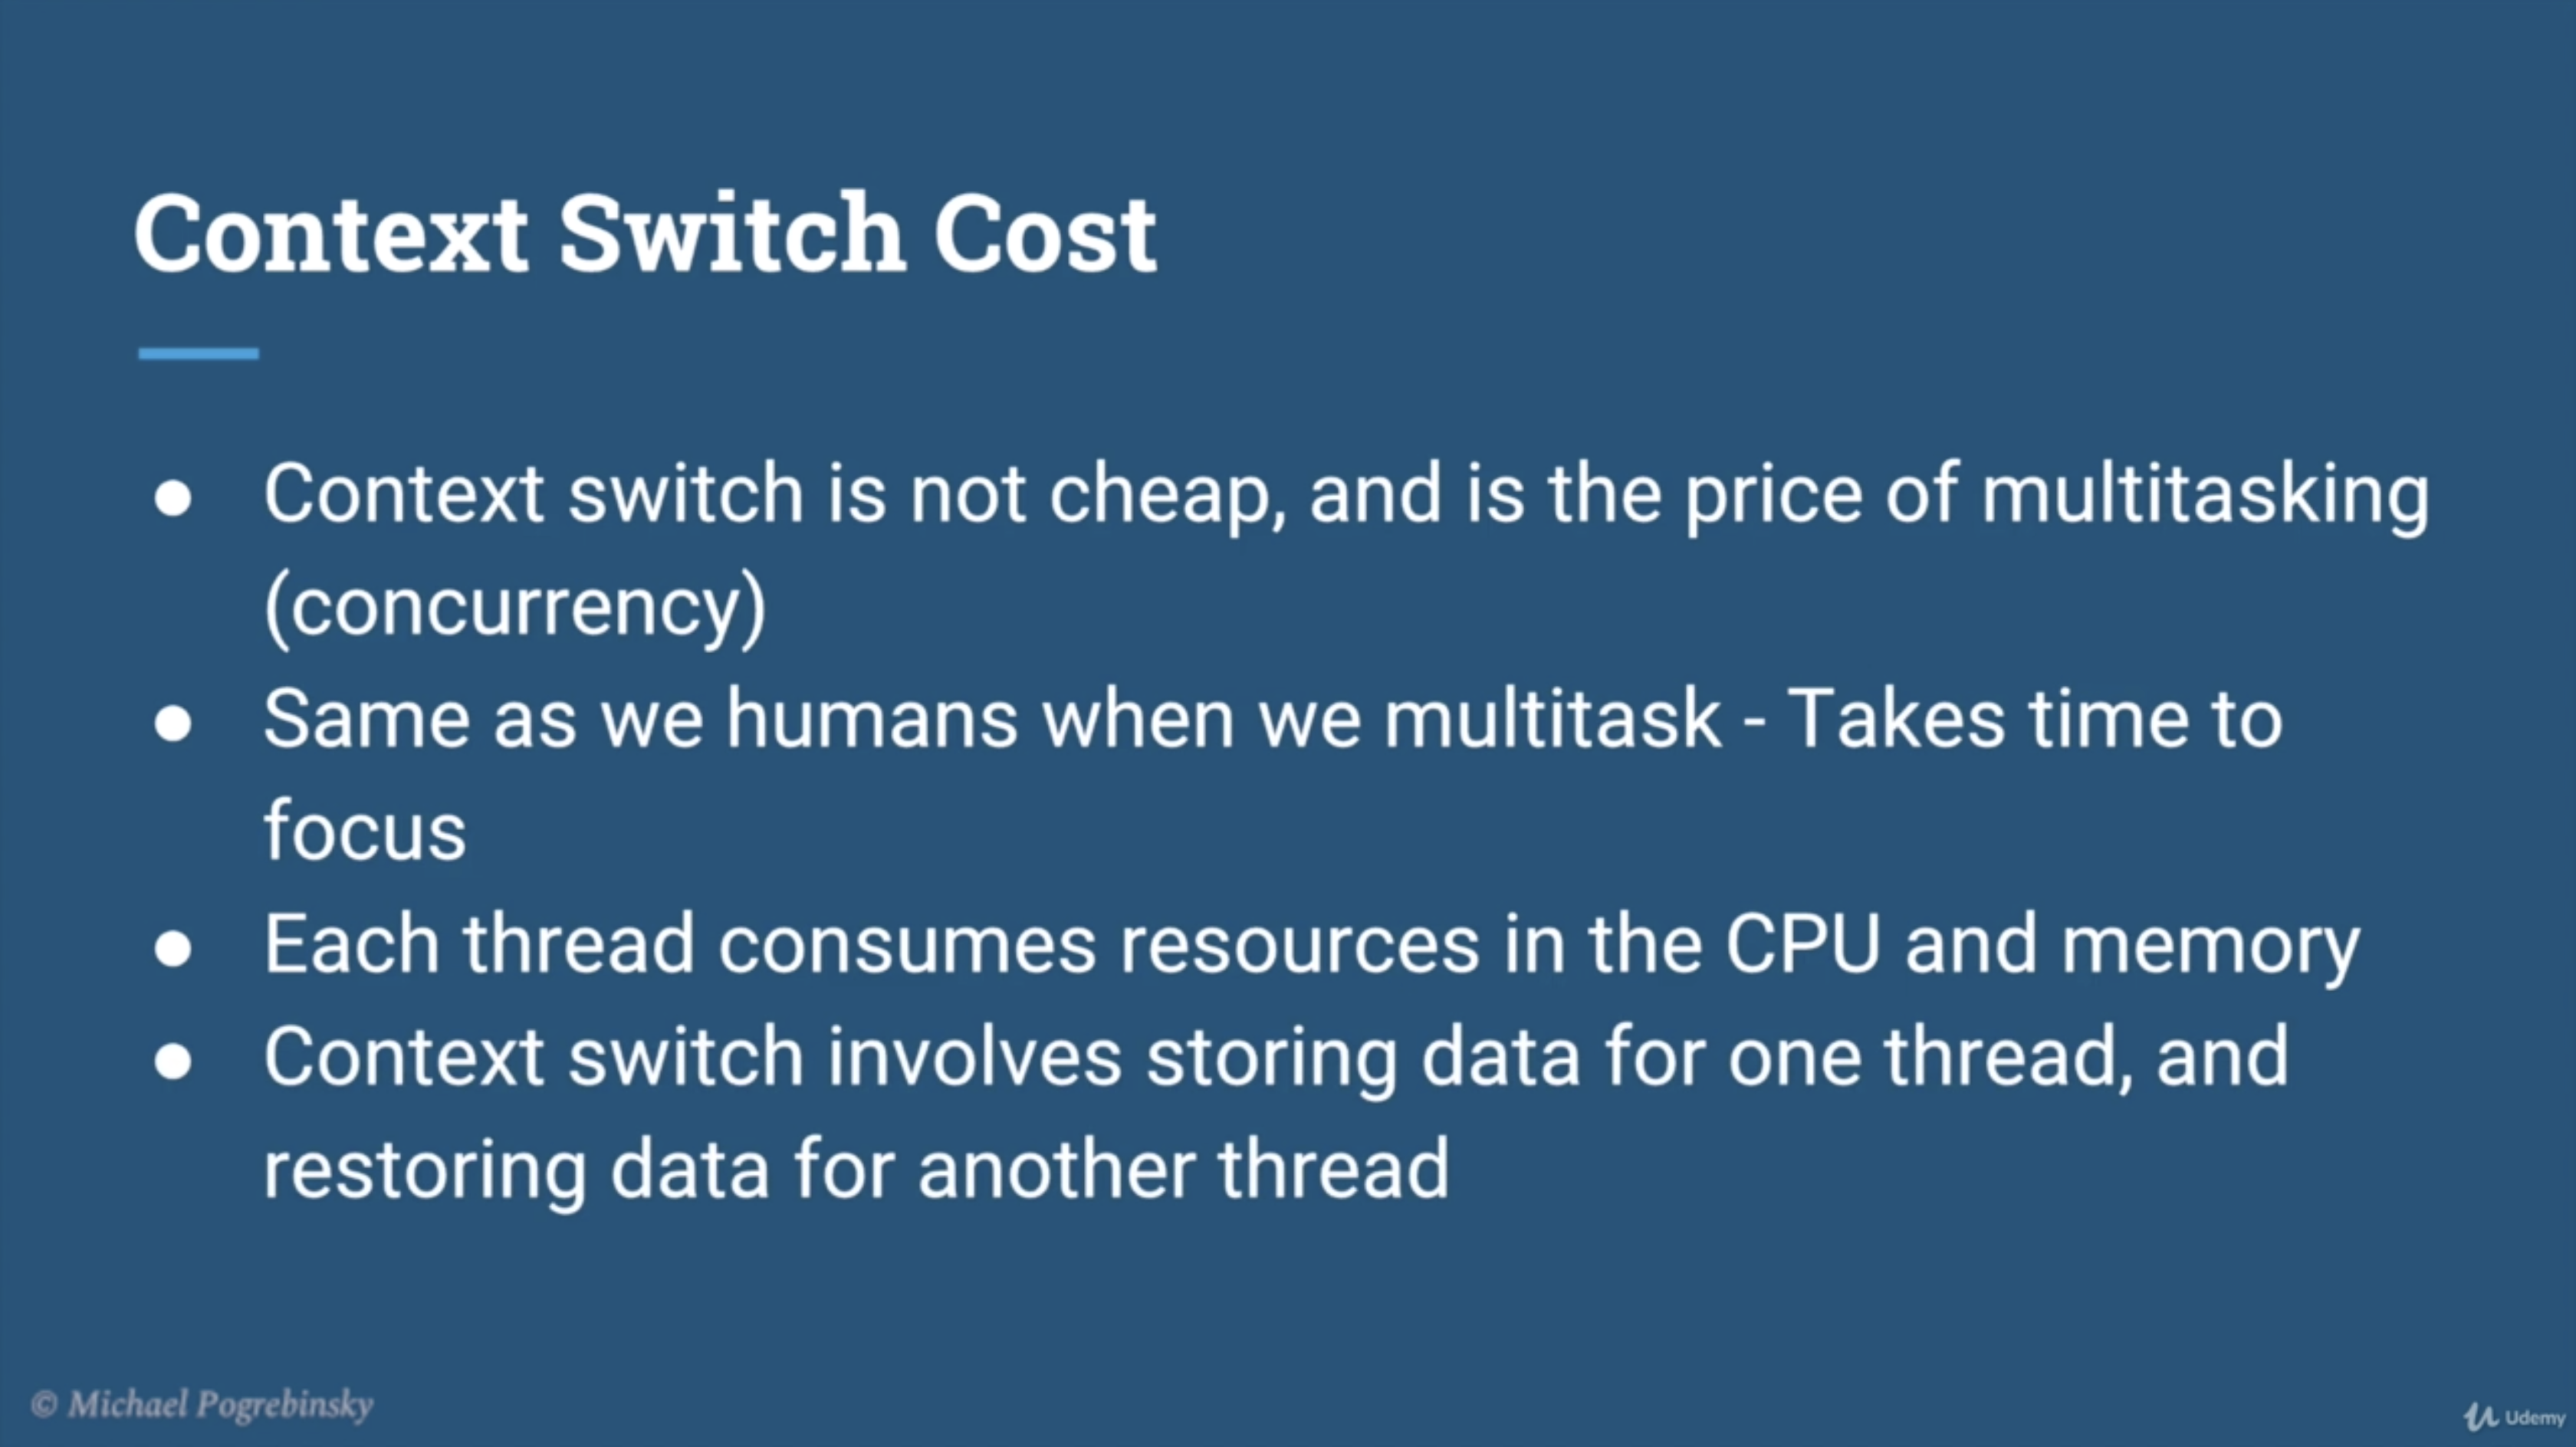 Context Switch Cost
● Context switch is not cheap, and is the price of multitasking
(concurrency)
● Same as we humans when we multitask - Takes time to
focus
● Each thread consumes resources in the CPU and memory
● Context switch involves storing data for one thread, and
restoring data for another thread
© Michael Pogrebinsky
Udemy